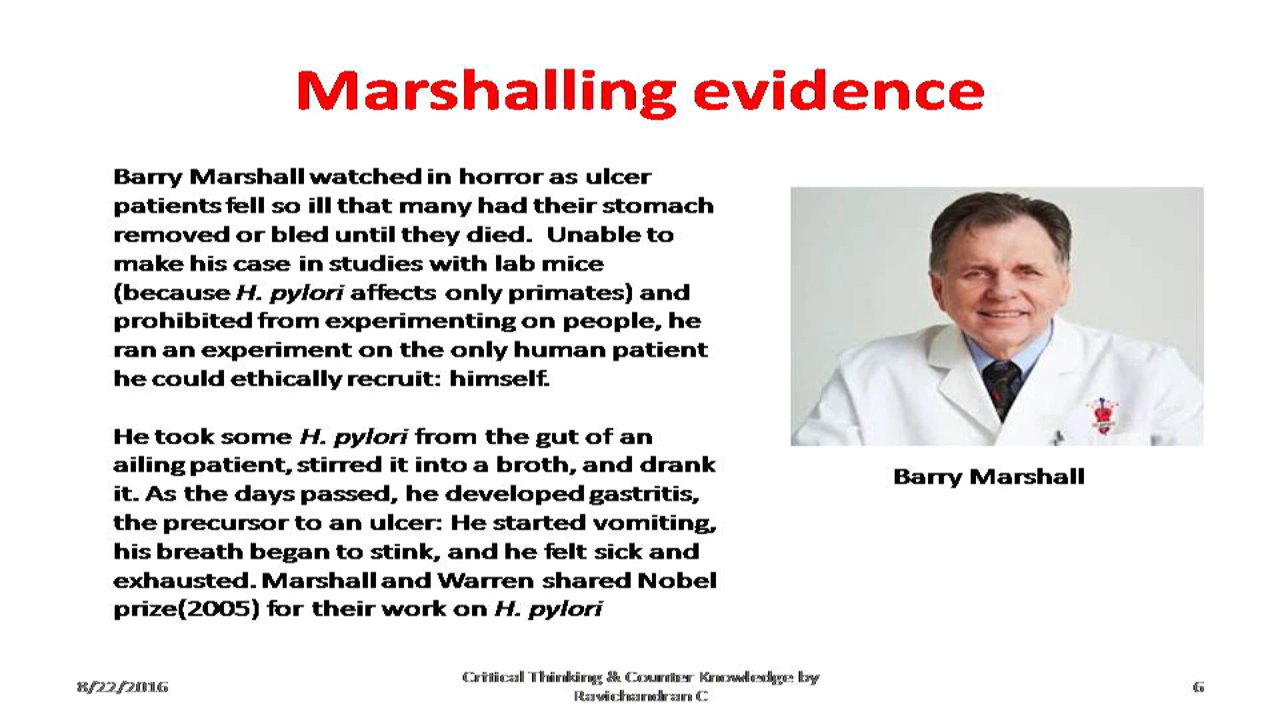 Marshalling evidence
Barry Marshall watched in horror as ulcer
patients fell so ill that many had their stomach
removed or bled until they died.  Unable to
make his case in studies with lab mice
(because H. pylori affects only primates) and
prohibited from experimenting on people, he
ran an experiment on the only human patient
he could ethically recruit: himself.
He took some H. pylori from the gut of an
ailing patient, stirred it into a broth, and drank
it. As the days passed, he developed gastritis,
the precursor to an ulcer: He started vomiting,
his breath began to stink, and he felt sick and
exhausted. Marshall and Warren shared Nobel
prize(2005) for their work on H. pylori
Barry Marshall
8/22/2016
Critical Thinking & Counter Knowledge by
Ravichandran C
6